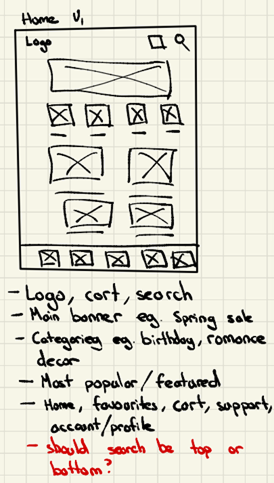 Home V1
Logo
- Logo, cart, search
- Main banner eg. Spring sale
- Categories eg. birthday, romance
decor
- Most popular/featured
- Home, favourites, cart, support,
account/profile
- should search be top or
bottom?